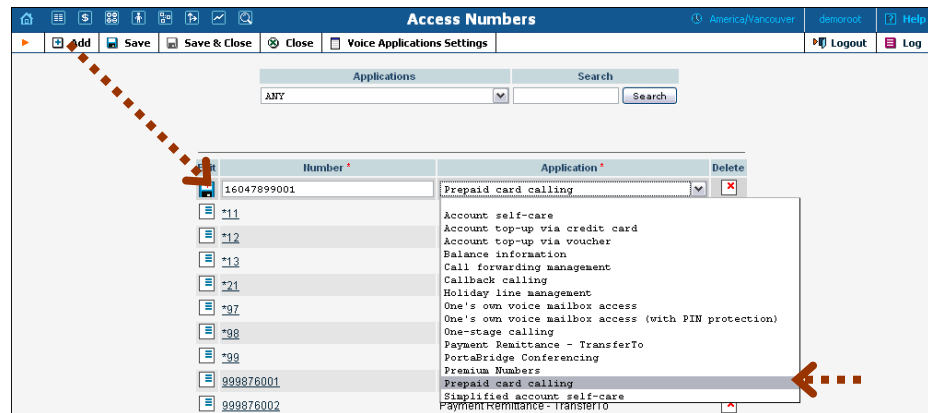 Access Numbers
America/Vancouver
demoroot
Help
Add
Save
Save & Close
Close
Voice Applications Settings
Logout
Log
Applications
Search
ANY
Search
Number *
Application *
Delete
16047899001
Prepaid card calling
*11
Account self-care
Account top-up via credit card
*12
Account top-up via voucher
Balance information
*13
Call forwarding management
Callback calling
*21
Holiday line management
One's own voice mailbox access
*97
One's own voice mailbox access (with PIN protection)
*98
One-stage calling
Payment Remittance - TransferTo
*99
PortaBridge Conferencing
Premium Numbers
999876001
Prepaid card calling
Simplified account self-care
999876002
Payment Remittance - TransferTo